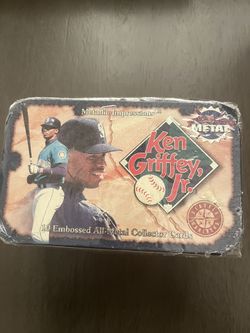 Metallic Impressions
METAL
Ken
Griffey,
Jr.
Embossed All-Metal Collector Cards